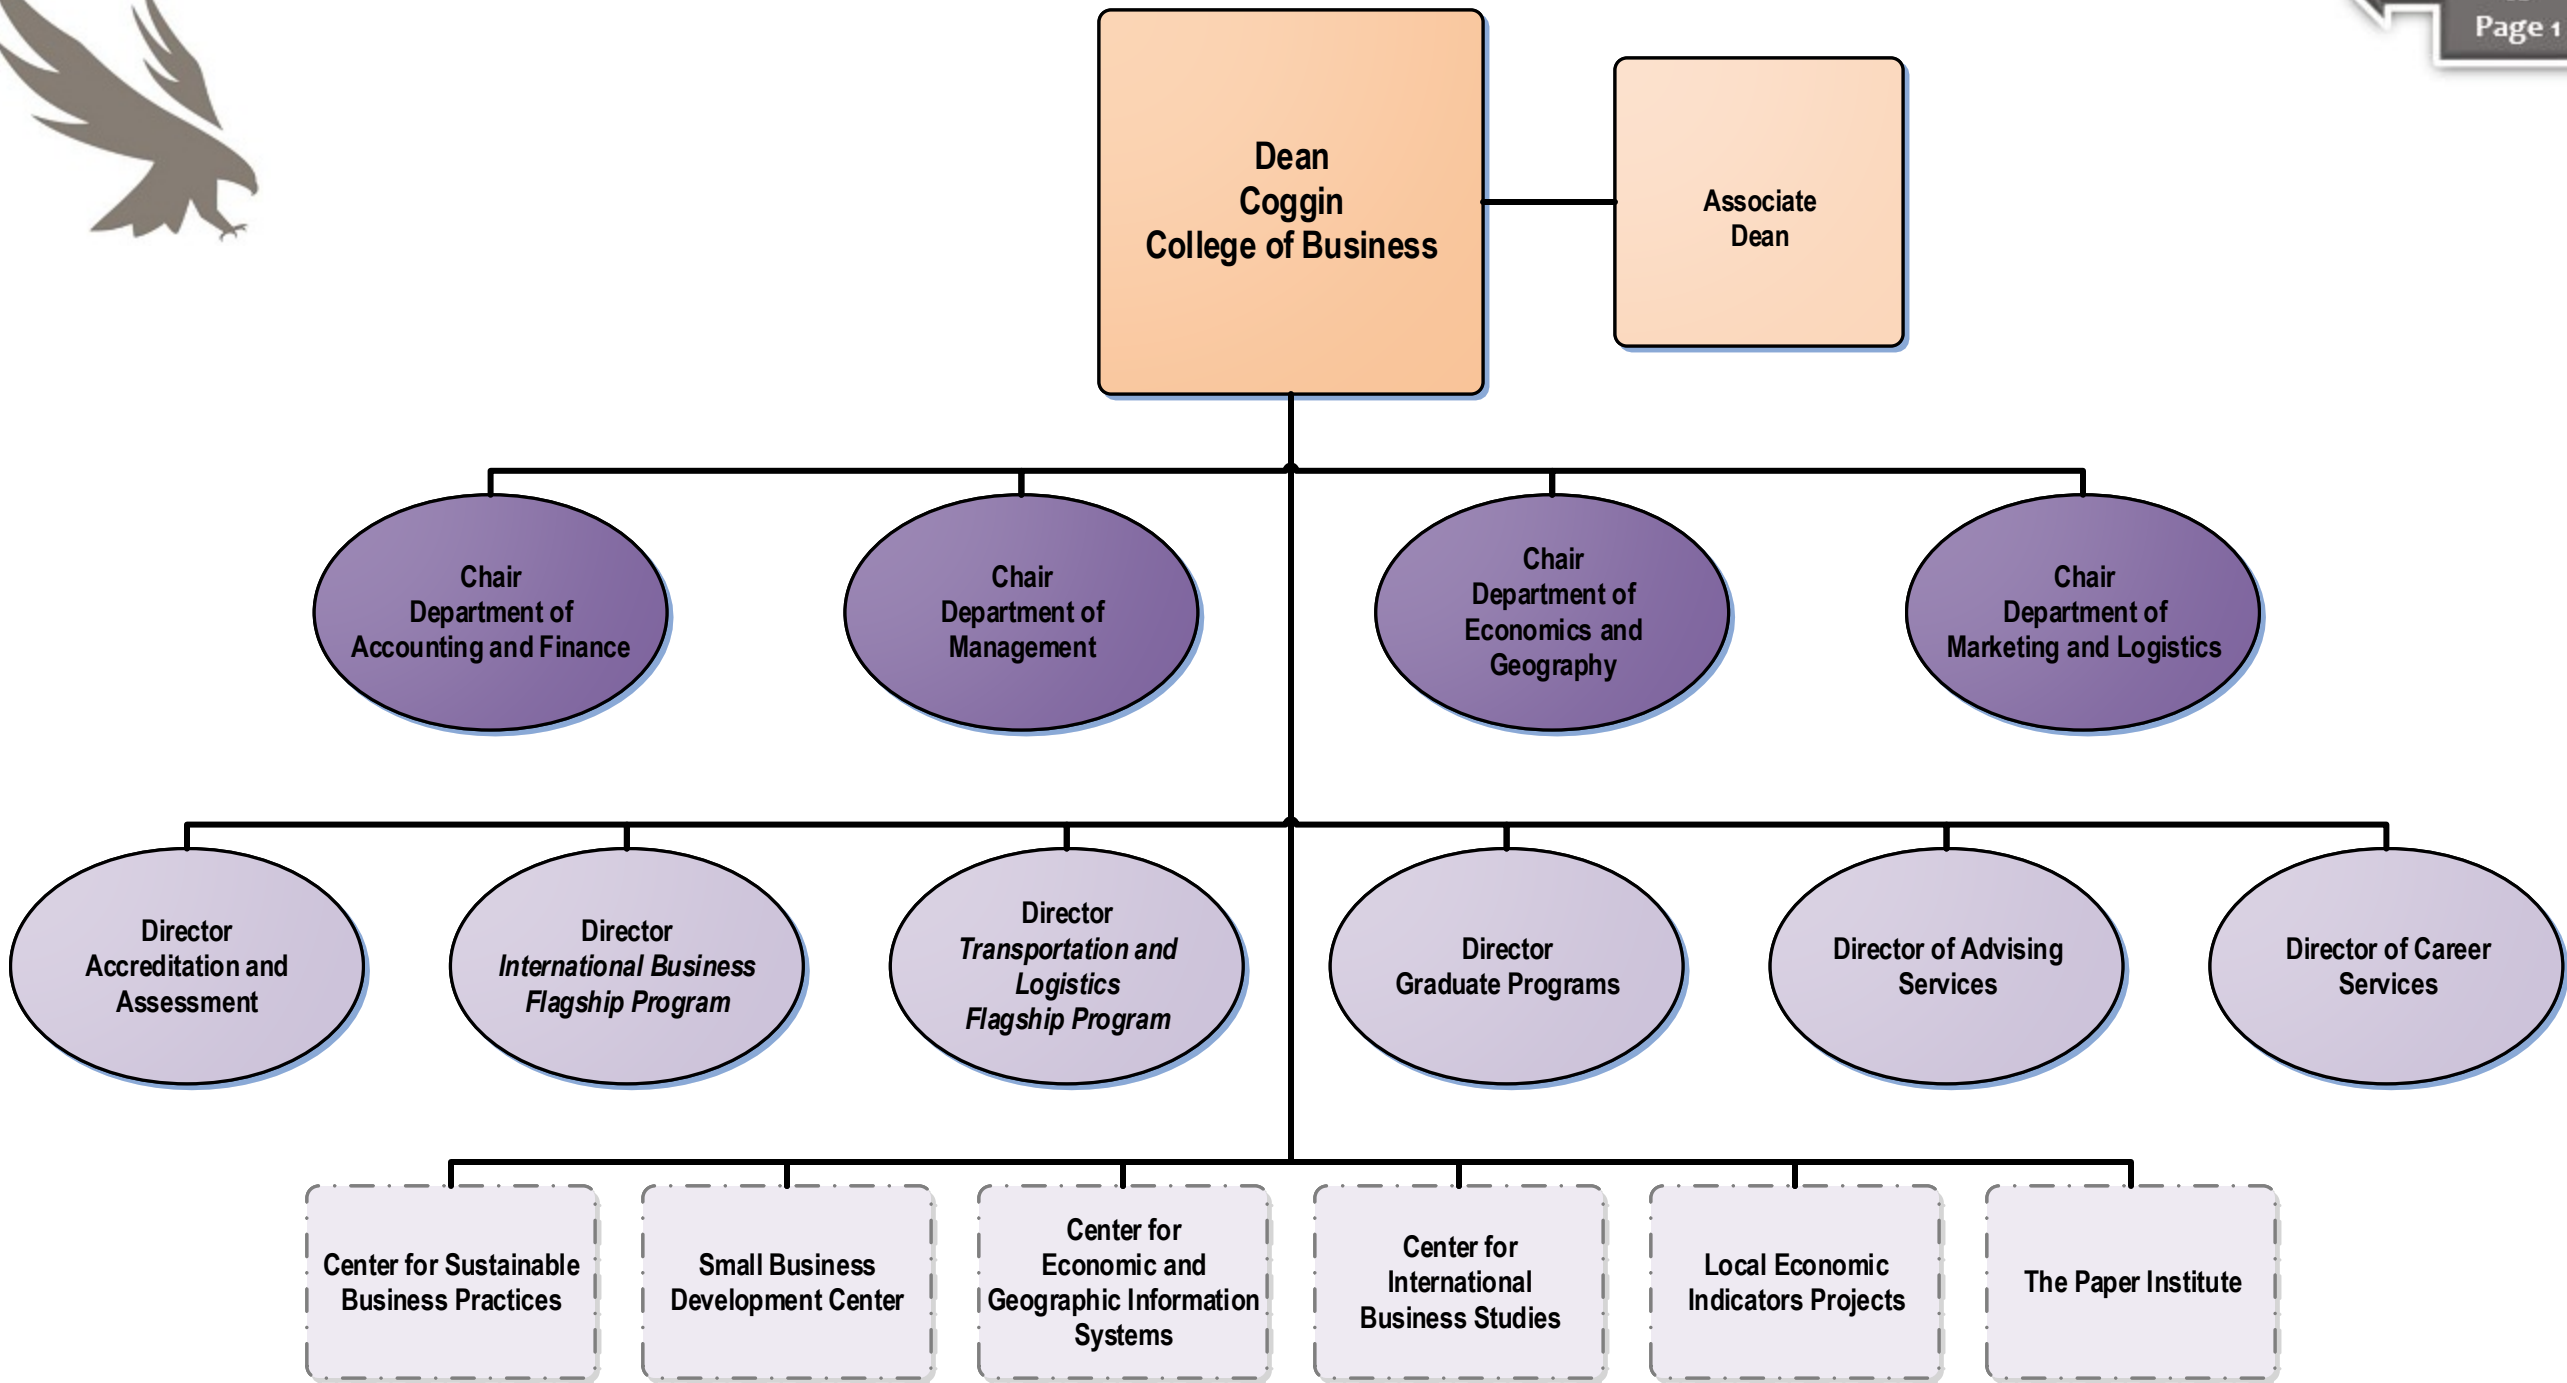 Page 1
Dean
Coggin
College of Business
Associate
Dean
Chair
Department of
Accounting and Finance
Chair
Department of
Management
Chair
Department of
Economics and
Geography
Chair
Department of
Marketing and Logistics
Director
Accreditation and
Assessment
Director
International Business
Flagship Program
Director
Transportation and
Logistics
Flagship Program
Director
Graduate Programs
Director of Advising
Services
Director of Career
Services
Center for Sustainable
Business Practices
Small Business
Development Center
Center for
Economic and
Geographic Information
Systems
Center for
International
Business Studies
Local Economic
Indicators Projects
The Paper Institute